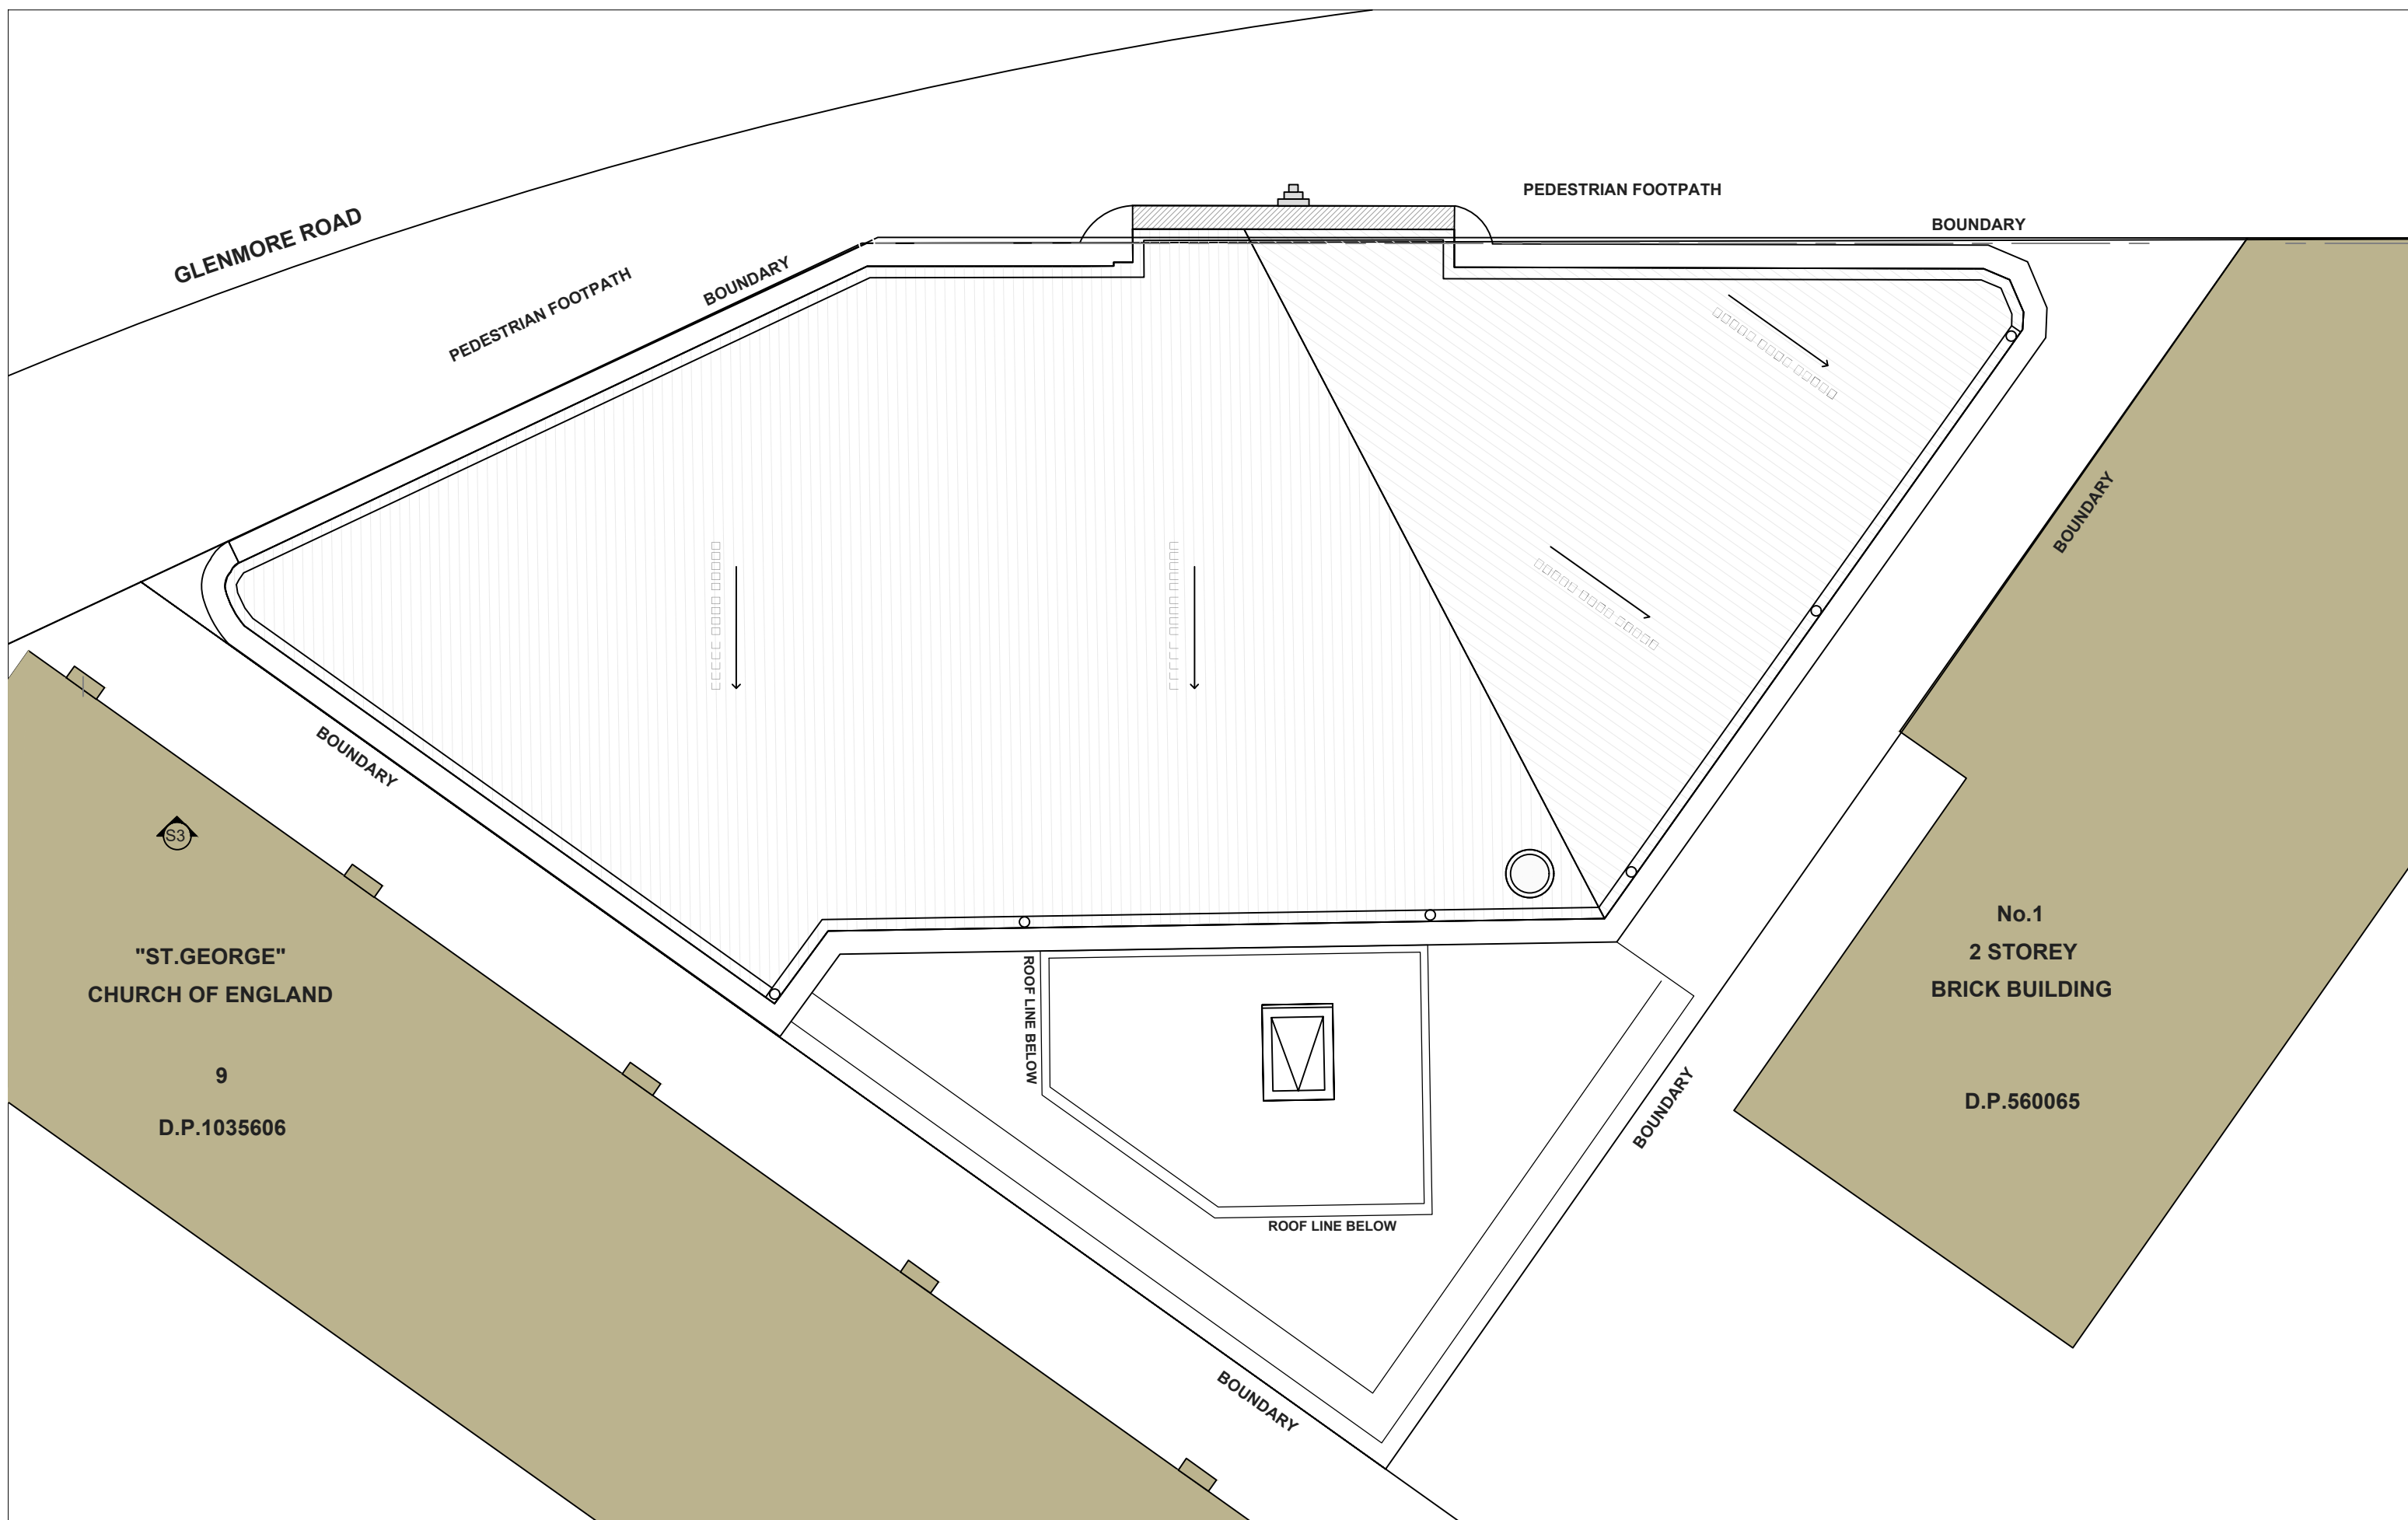 GLENMORE ROAD
PEDESTRIAN FOOTPATH
BOUNDARY
PEDESTRIAN FOOTPATH
BOUNDARY
BOUNDARY
BOUNDARY
S3
"ST.GEORGE"
CHURCH OF ENGLAND
9
D.P.1035606
No.1
2 STOREY
BRICK BUILDING
D.P.560065
ROOF LINE BELOW
ROOF LINE BELOW
BOUNDARY
BOUNDARY